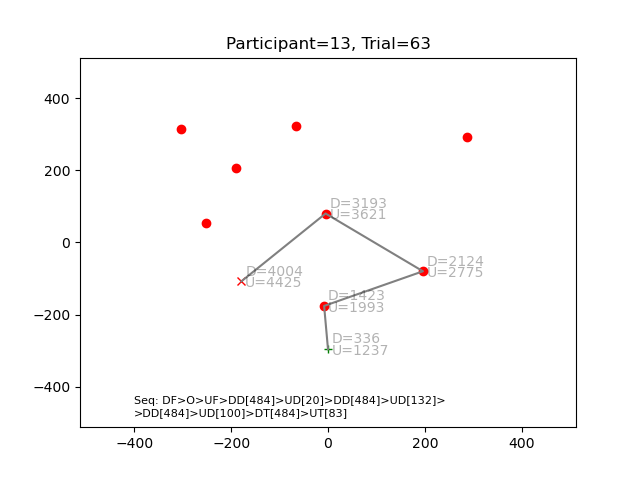 Participant=13, Trial=63
400
200
0
−200
−400
D=3193
U=3621
D=2124
U=2775
D=4004
U=4425
D=1423
U=1993
D=336
U=1237
Seq: DF>O>UF>DD[484]>UD[20]>DD[484]>UD[132]>
>DD[484]>UD[100]>DT[484]>UT[83]
−400 −200 0 200 400